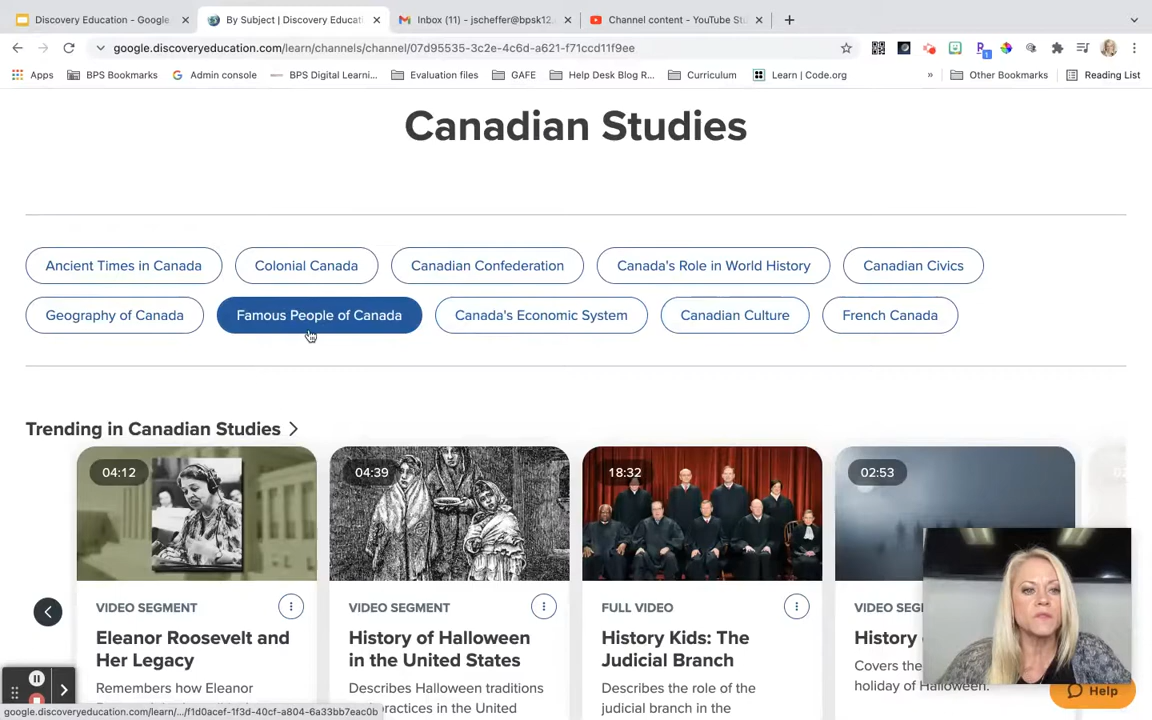 Discovery Education - Google
By Subject | Discovery Educati
Inbox (11) - jscheffer@bpsk12.
Channel content - YouTube Stu
google.discoveryeducation.com/learn/channels/channel/07d95535-3c2e-4c6d-a621-f71ccd11f9ee
Apps BPS Bookmarks Admin console BPS Digital Learni... Evaluation files GAFE Help Desk Blog R... Curriculum Learn | Code.org » Other Bookmarks Reading List
Canadian Studies
Ancient Times in Canada Colonial Canada Canadian Confederation Canada's Role in World History Canadian Civics
Geography of Canada Famous People of Canada Canada's Economic System Canadian Culture French Canada
Trending in Canadian Studies
04:12
04:39
18:32
02:53
VIDEO SEGMENT
Eleanor Roosevelt and
Her Legacy
Remembers how Eleanor
VIDEO SEGMENT
History of Halloween
in the United States
Describes Halloween traditions
practices in the United
FULL VIDEO
History Kids: The
Judicial Branch
Describes the role of the
judicial branch in the
VIDEO SEG
History
Covers the
holiday of Halloween.
Help
google.discoveryeducation.com/learn/.../f1d0acef-1f3d-40cf-a804-6a33bb7eac0b